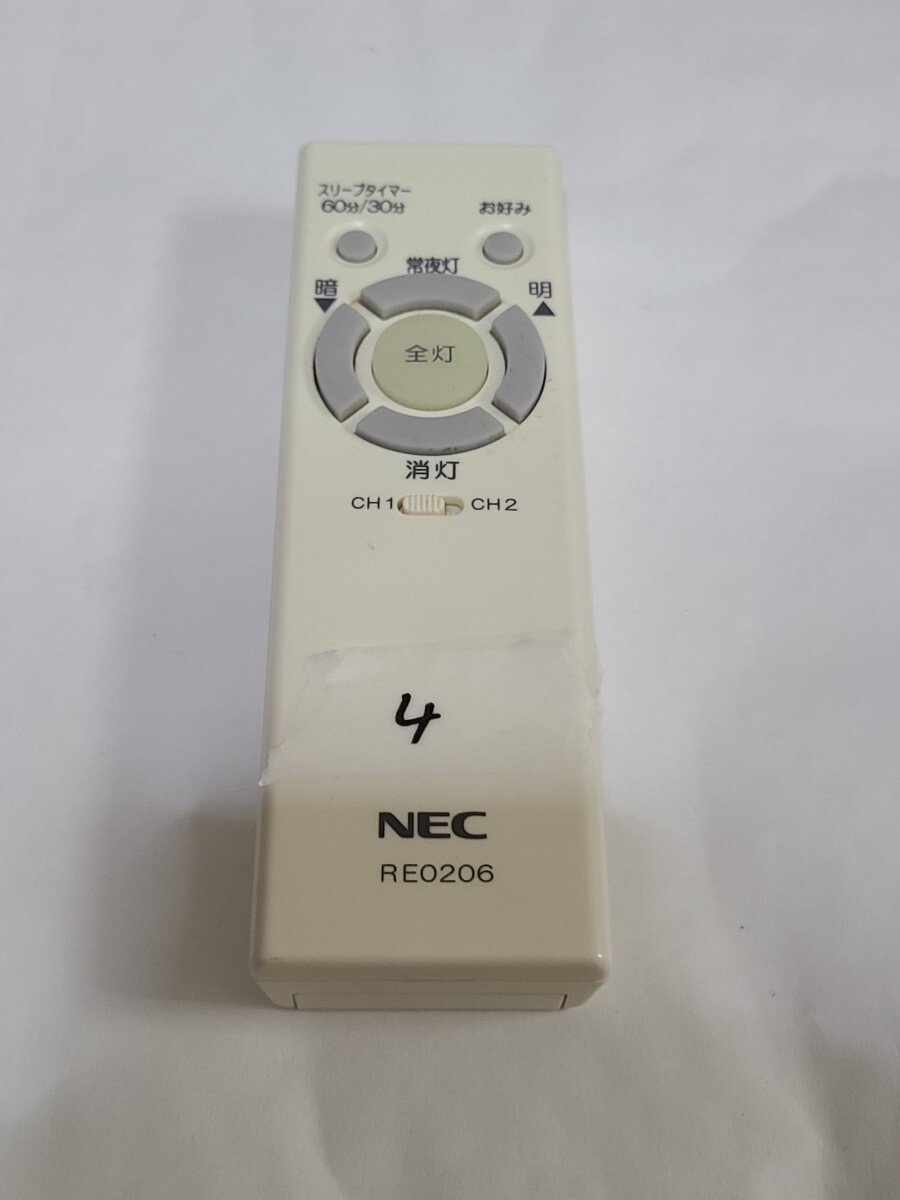 スリープタイマー
60分/30分
お好み
常夜灯
暗
▼
明
▲
全灯
消灯
CH1
CH2
4
NEC
RE0206